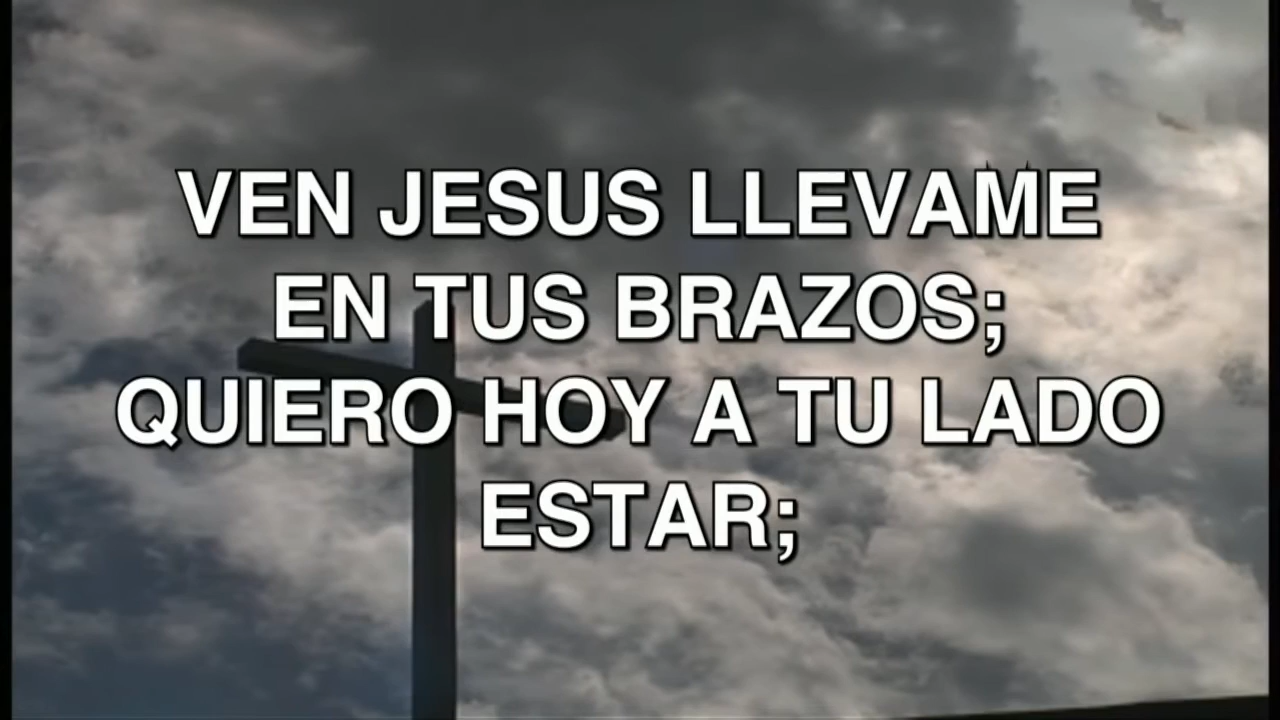 VEN JESUS LLEVAME
EN TUS BRAZOS;
QUIERO HOY A TU LADO
ESTAR;